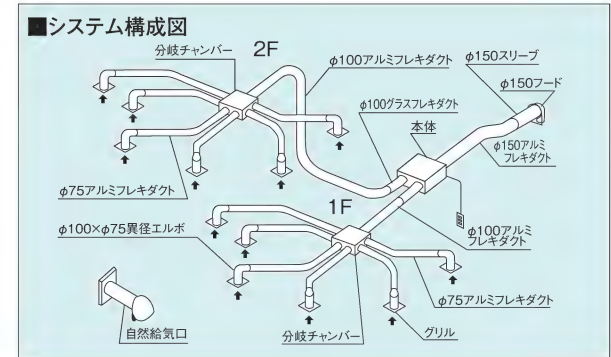 ■システム構成図
分岐チャンバー
2F
φ100アルミフレキダクト
φ150スリーブ
φ150フード
φ100グラスフレキダクト
本体
φ150アルミ
フレキダクト
φ75アルミフレキダクト
1F
φ100×φ75異径エルボ
φ100アルミ
フレキダクト
φ75アルミフレキダクト
自然給気口
分岐チャンバー
グリル